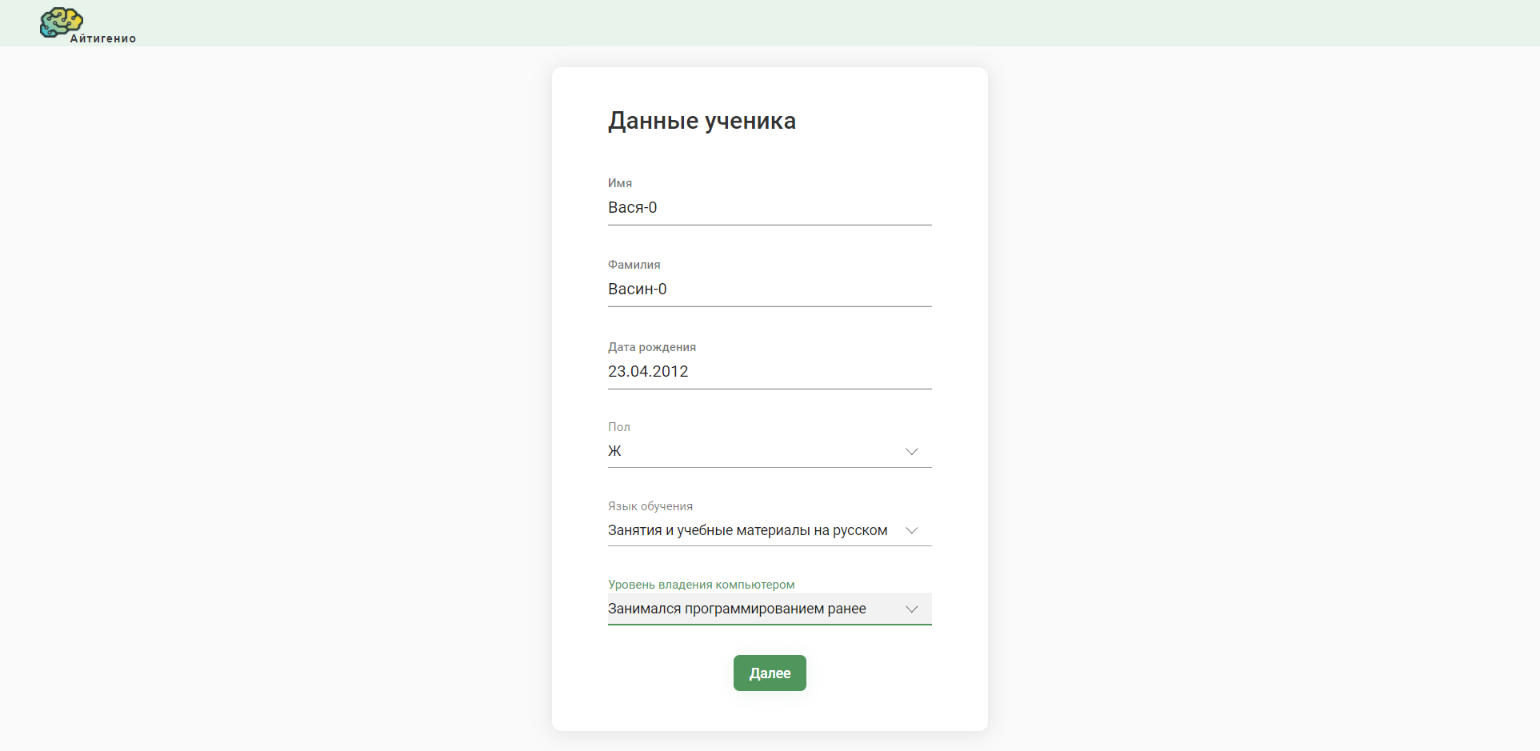 Айтигенио
Данные ученика
Имя
Вася-0
Фамилия
Васин-0
Дата рождения
23.04.2012
Пол
Ж
Язык обучения
Занятия и учебные материалы на русском
Уровень владения компьютером
Занимался программированием ранее
Далее